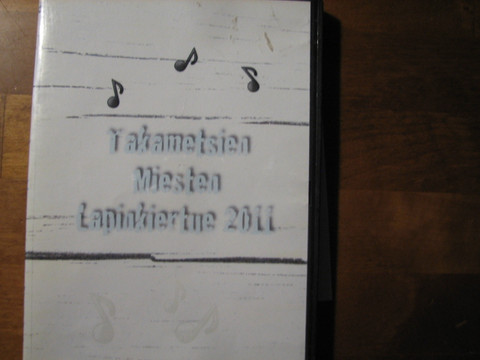 Takametsien
Miesten
Lapinkiertue 2011